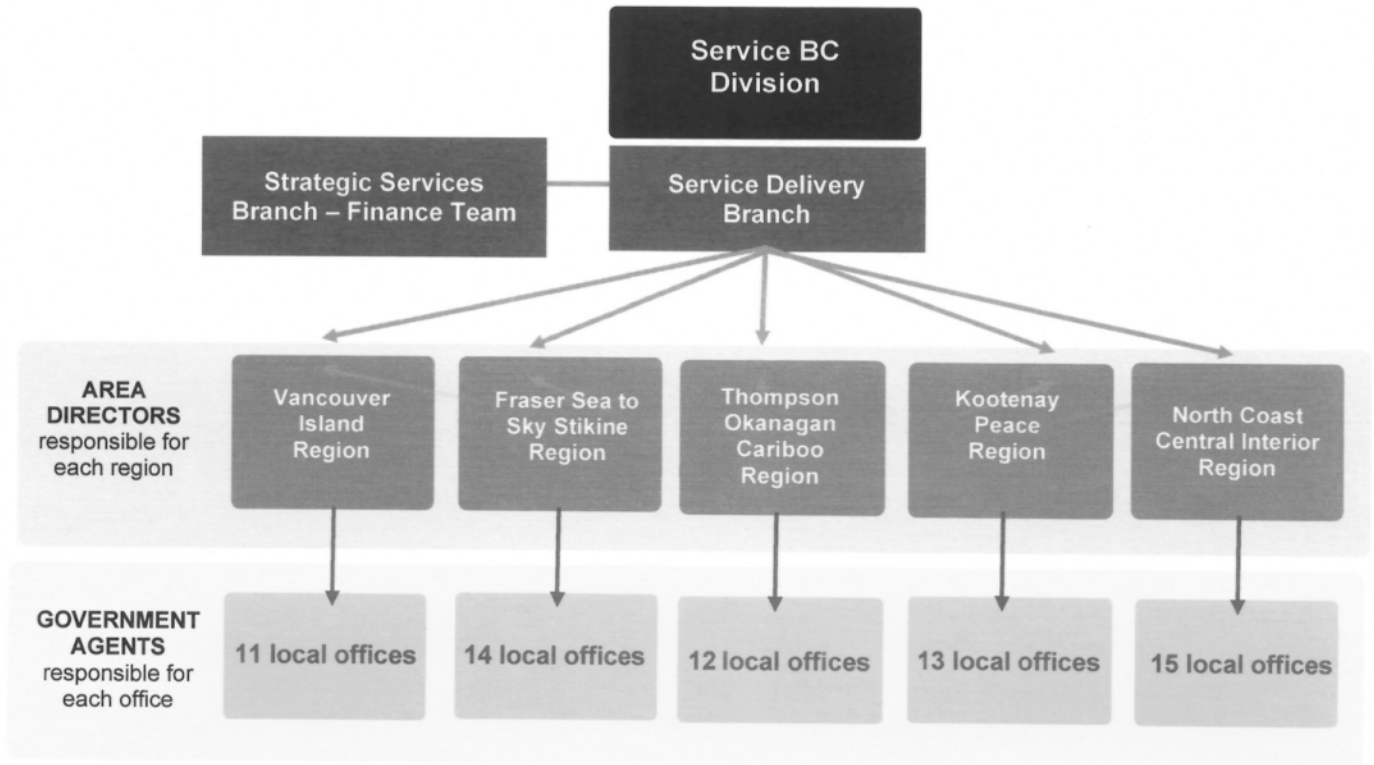 Service BC
Division
Strategic Services
Branch – Finance Team
Service Delivery
Branch
AREA
DIRECTORS
responsible for
each region
Vancouver
Island
Region
Fraser Sea to
Sky Stikine
Region
Thompson
Okanagan
Cariboo
Region
Kootenay
Peace
Region
North Coast
Central Interior
Region
GOVERNMENT
AGENTS
responsible for
each office
11 local offices
14 local offices
12 local offices
13 local offices
15 local offices